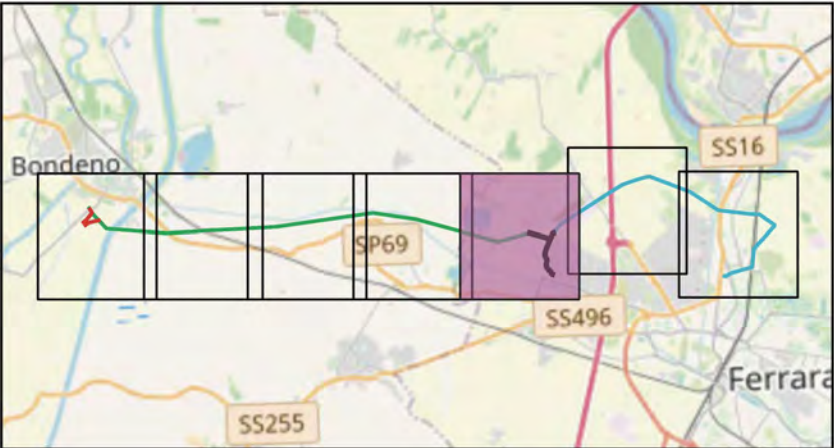 SS16
Bondeno
SP69
SS496
Ferrara
SS255